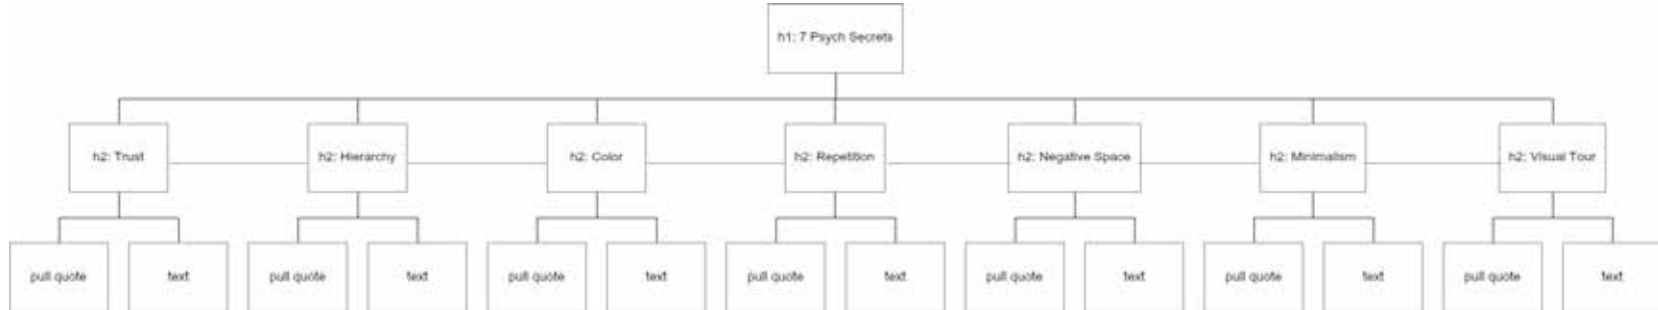 h1: 7 Psych Secrets
h2: Trust
h2: Hierarchy
h2: Color
h2: Repetition
h2: Negative Space
h2: Minimalism
h2: Visual Tour
pull quote
text
pull quote
text
pull quote
text
pull quote
text
pull quote
text
pull quote
text
pull quote
text